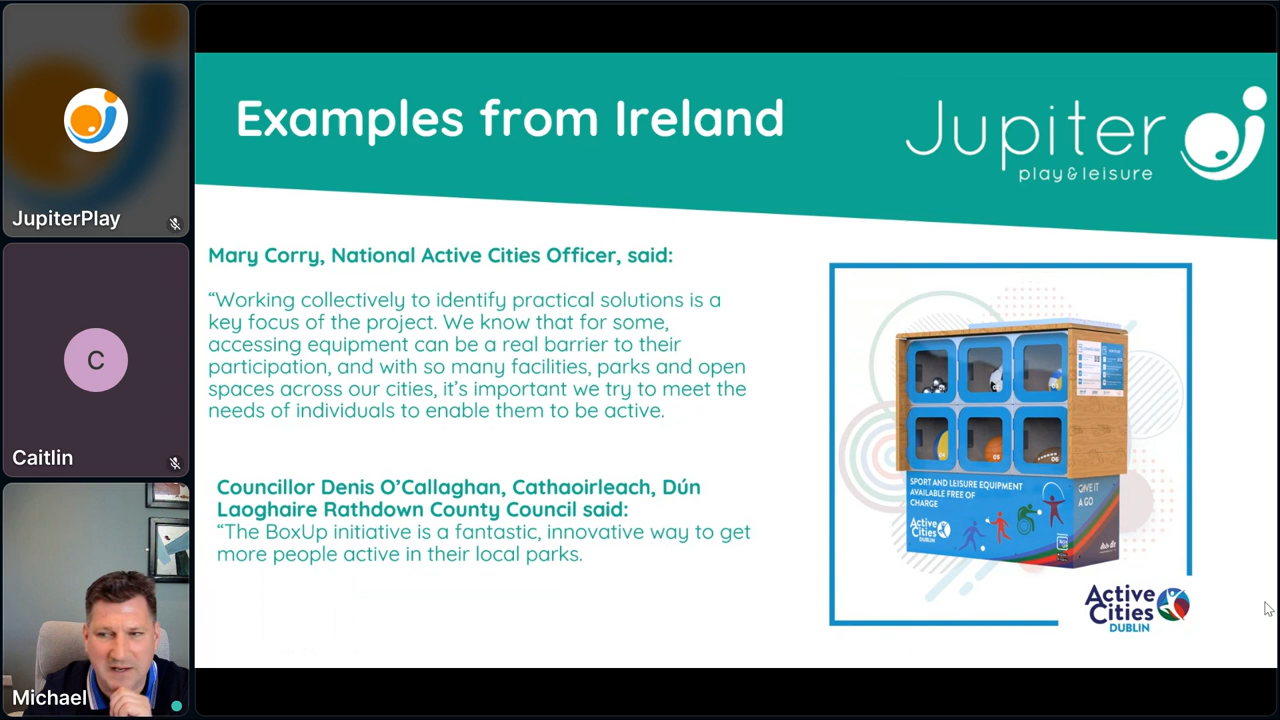 JupiterPlay
C
Caitlin
Michael
Examples from Ireland
Jupiter
play&leisure
Mary Corry, National Active Cities Officer, said:
“Working collectively to identify practical solutions is a
key focus of the project. We know that for some,
accessing equipment can be a real barrier to their
participation, and with so many facilities, parks and open
spaces across our cities, it’s important we try to meet the
needs of individuals to enable them to be active.
Councillor Denis O’Callaghan, Cathaoirleach, Dún
Laoghaire Rathdown County Council said:
“The BoxUp initiative is a fantastic, innovative way to get
more people active in their local parks.
04
05
06
SPORT AND LEISURE EQUIPMENT
AVAILABLE FREE OF
CHARGE
Active
Cities
DUBLIN
GIVE IT
A GO
Active
Cities
DUBLIN